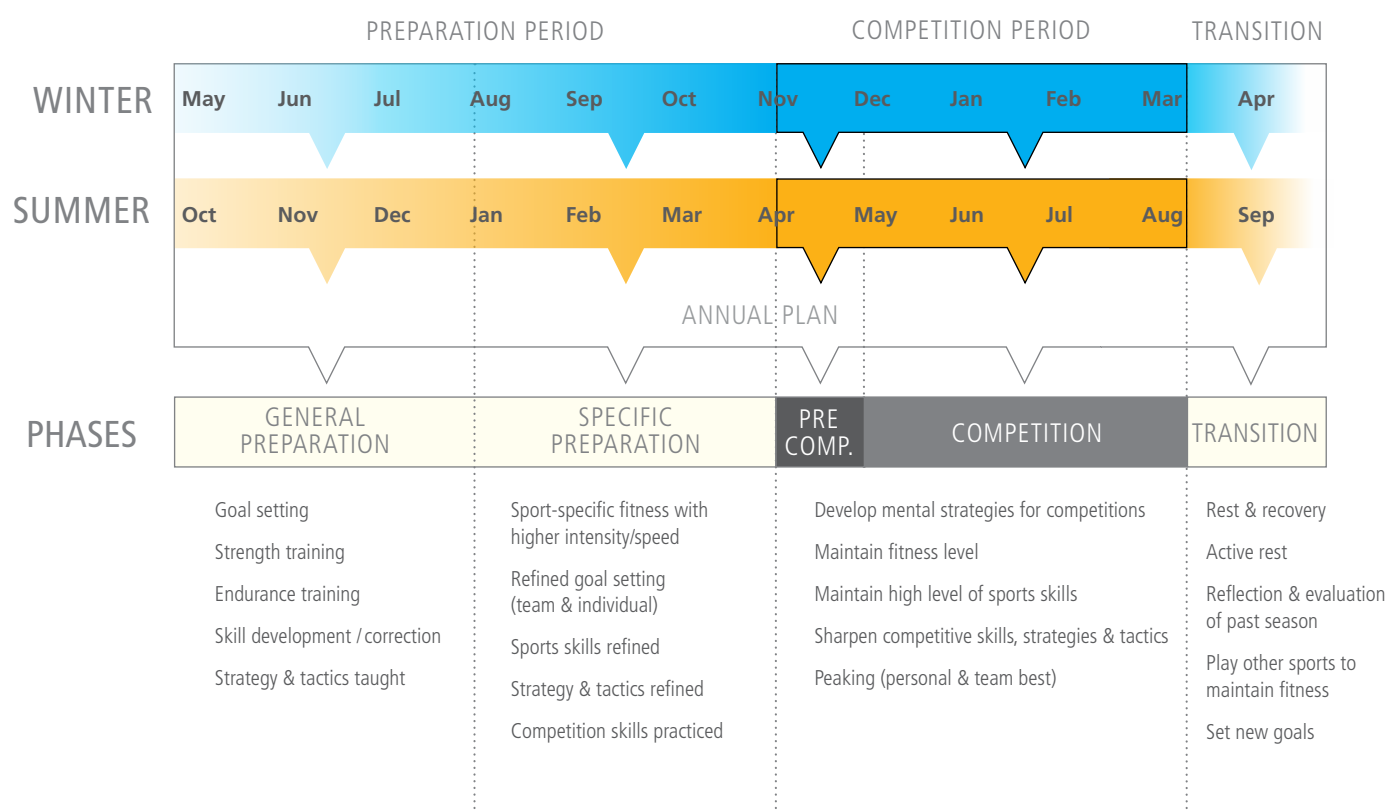 PREPARATION PERIOD COMPETITION PERIOD TRANSITION
WINTER May Jun Jul Aug Sep Oct Nov Dec Jan Feb Mar Apr
SUMMER Oct Nov Dec Jan Feb Mar Apr May Jun Jul Aug Sep
ANNUAL PLAN
PHASES
GENERAL
PREPARATION
SPECIFIC
PREPARATION
PRE
COMP.
COMPETITION
TRANSITION
Goal setting
Strength training
Endurance training
Skill development / correction
Strategy & tactics taught
Sport-specific fitness with
higher intensity/speed
Refined goal setting
(team & individual)
Sports skills refined
Strategy & tactics refined
Competition skills practiced
Develop mental strategies for competitions
Maintain fitness level
Maintain high level of sports skills
Sharpen competitive skills, strategies & tactics
Peaking (personal & team best)
Rest & recovery
Active rest
Reflection & evaluation
of past season
Play other sports to
maintain fitness
Set new goals